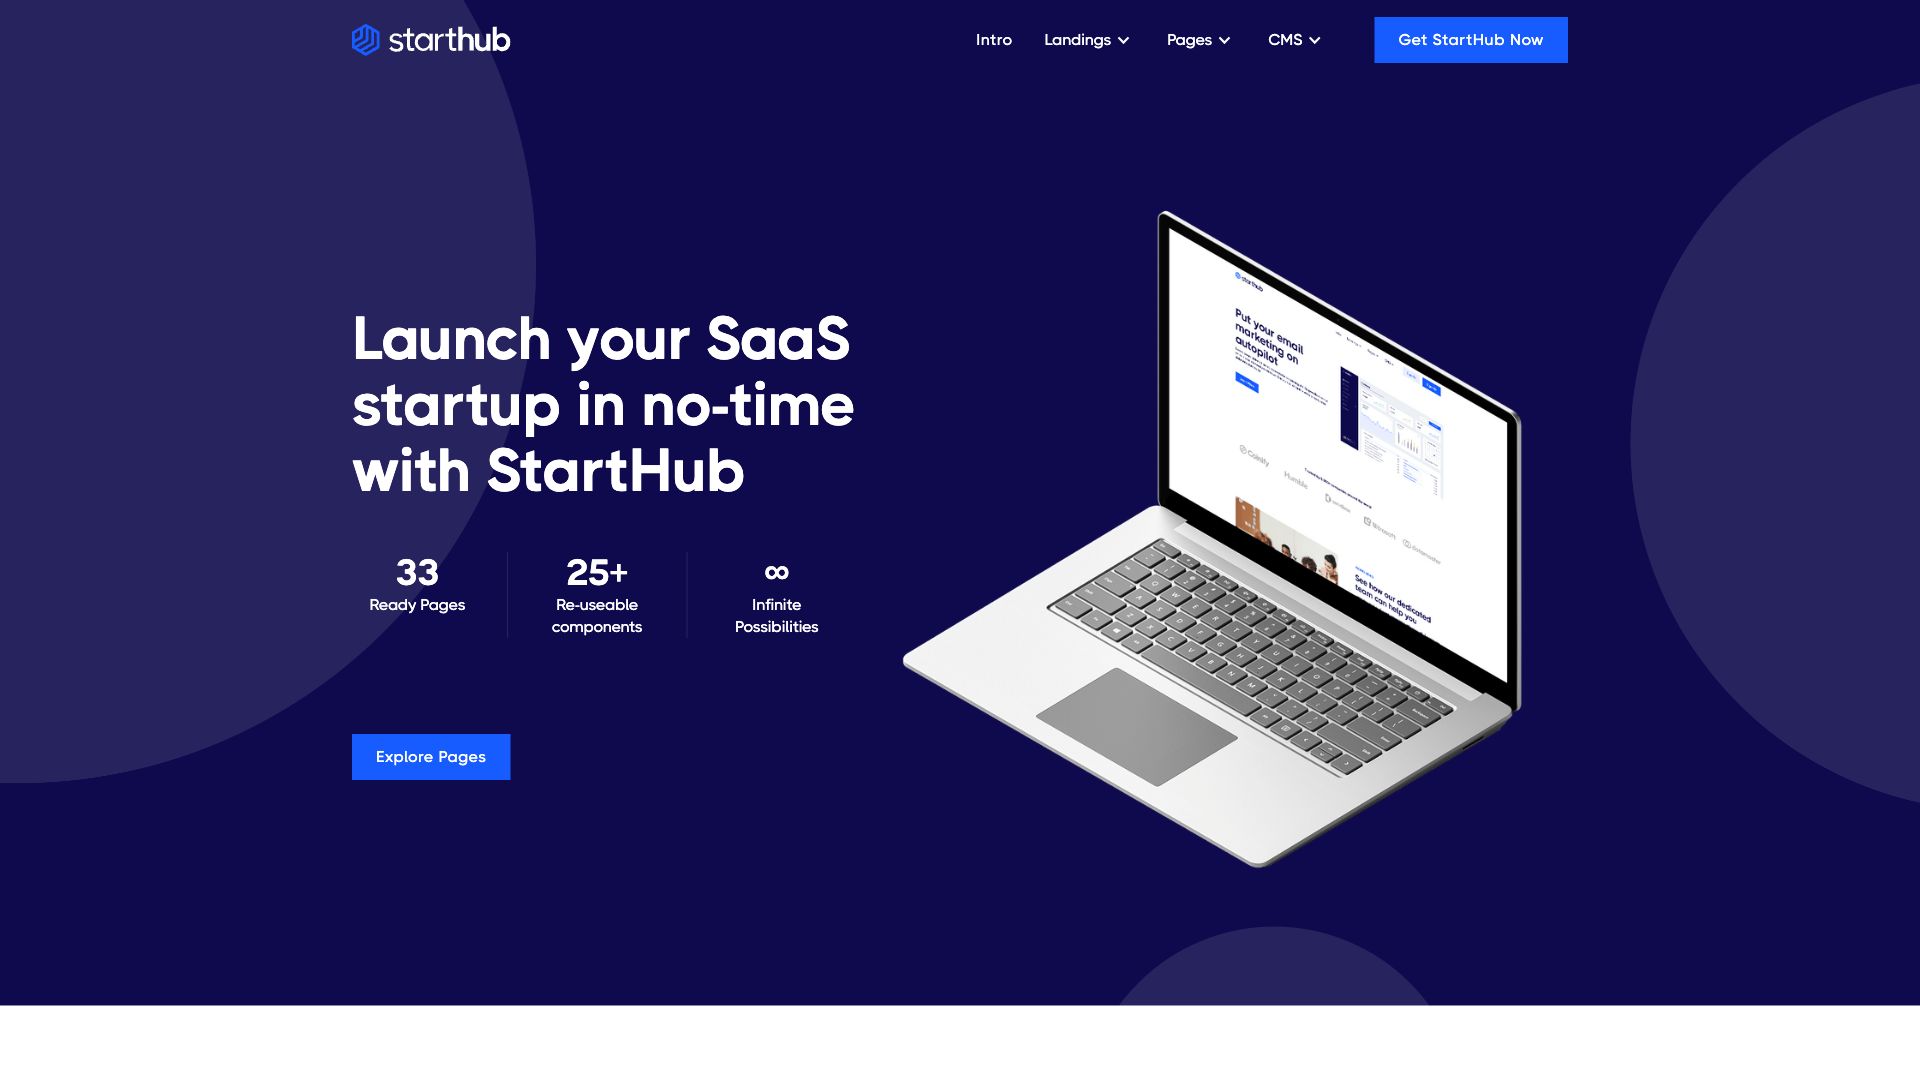 starthub
Intro
Landings
Pages
CMS
Get StartHub Now
Launch your SaaS
startup in no-time
with StartHub
33
Ready Pages
25+
Re-useable
components
∞
Infinite
Possibilities
Explore Pages
starthub
Put your email
marketing on
autopilot
Coinify
Humble
See how our dedicated
team can help you